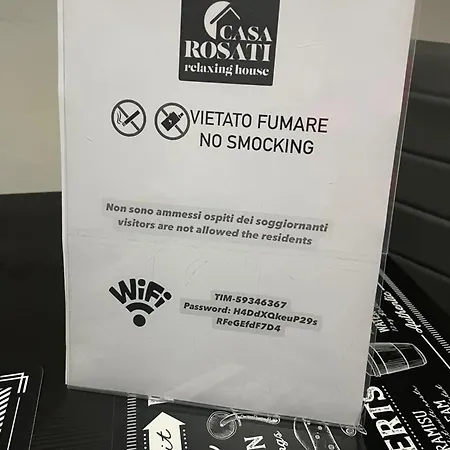 CASA
ROSATI
relaxing house
VIETATO FUMARE
NO SMOCKING
Non sono ammessi ospiti dei soggiornanti
visitors are not allowed the residents
WiFi
TIM-59346367
Password: H4DdXQkeuP29s
RFeGEfdF7D4